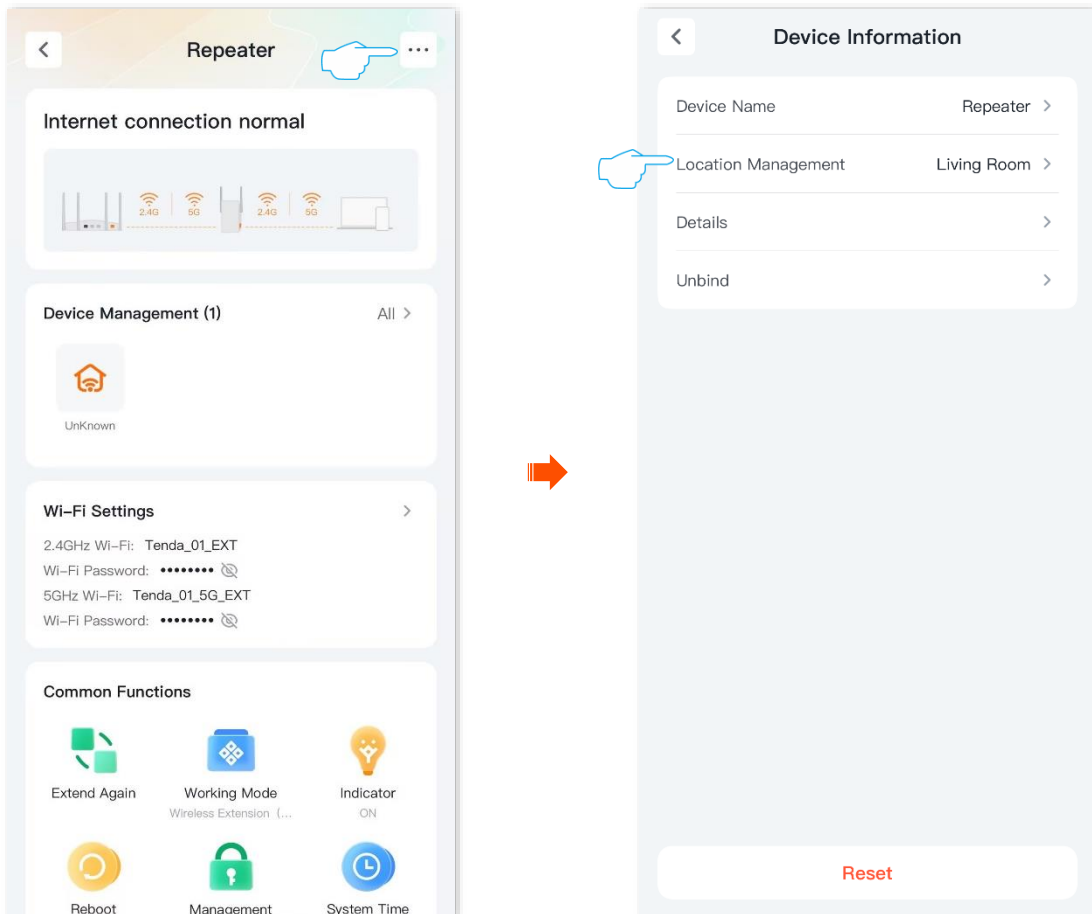 Repeater
Internet connection normal
2.4G 5G 2.4G 5G
Device Management (1) All
UnKnown
Wi-Fi Settings
2.4GHz Wi-Fi: Tenda_01_EXT
Wi-Fi Password: ••••••••
5GHz Wi-Fi: Tenda_01_5G_EXT
Wi-Fi Password: ••••••••
Common Functions
Extend Again Working Mode Indicator
Wireless Extension (... ON
Reboot Management System Time
Device Information
Device Name Repeater
Location Management Living Room
Details
Unbind
Reset